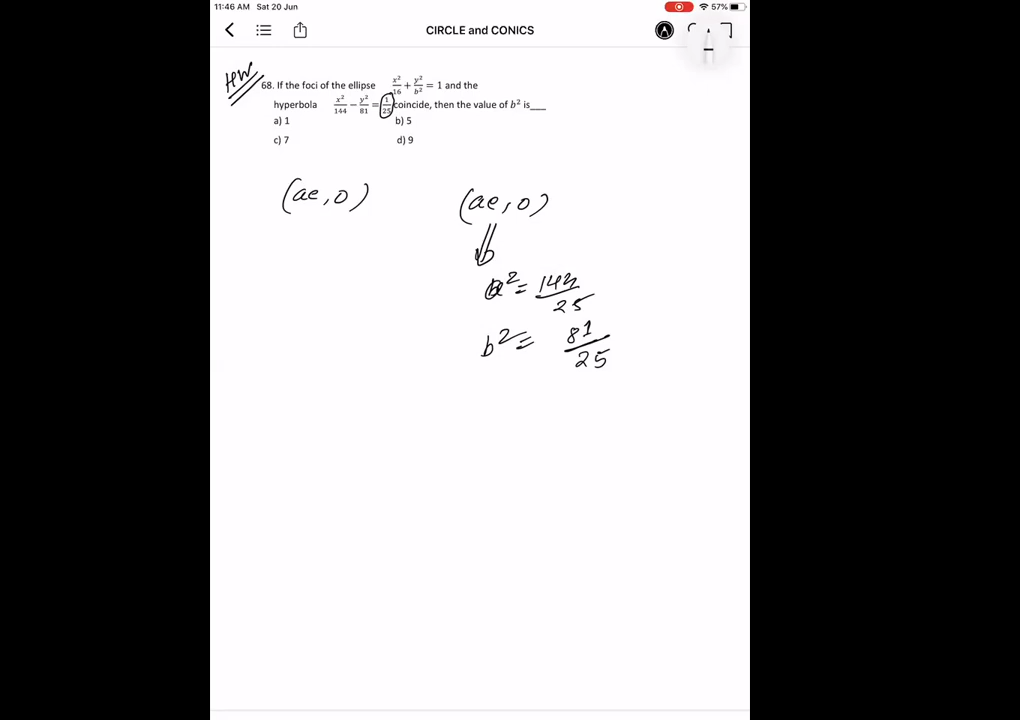 11:46 AM Sat 20 Jun 57%
CIRCLE and CONICS
HW
68. If the foci of the ellipse x²/16 + y²/b² = 1 and the
hyperbola x²/144 − y²/81 = 1/25 coincide, then the value of b² is___
a) 1 b) 5
c) 7 d) 9
(ae, 0) (ae, 0)
a² = 144/25
b² = 81/25